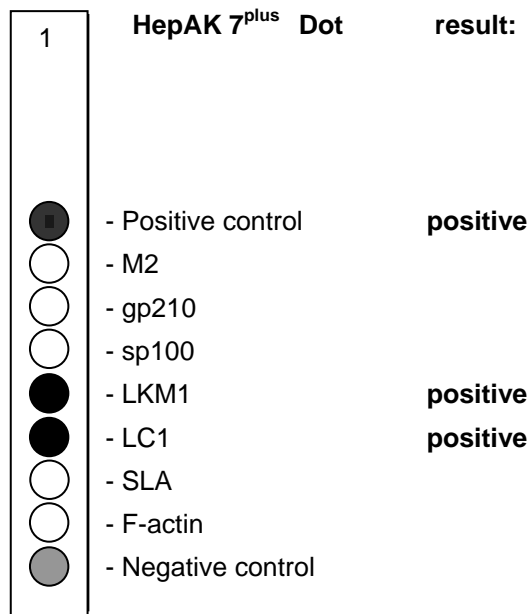 1 HepAK 7plus Dot result:
- Positive control positive
- M2
- gp210
- sp100
- LKM1 positive
- LC1 positive
- SLA
- F-actin
- Negative control